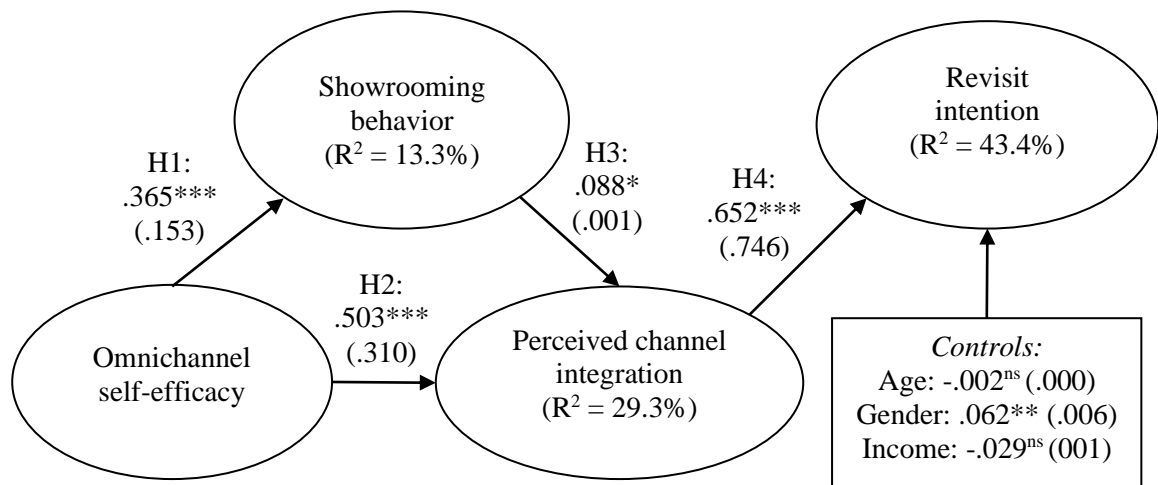 Showrooming
behavior
(R² = 13.3%)
Revisit
intention
(R² = 43.4%)
H1:
.365***
(.153)
H3:
.088*
(.001)
H4:
.652***
(.746)
H2:
.503***
(.310)
Omnichannel
self-efficacy
Perceived channel
integration
(R² = 29.3%)
Controls:
Age: -.002ⁿˢ (.000)
Gender: .062** (.006)
Income: -.029ⁿˢ (001)